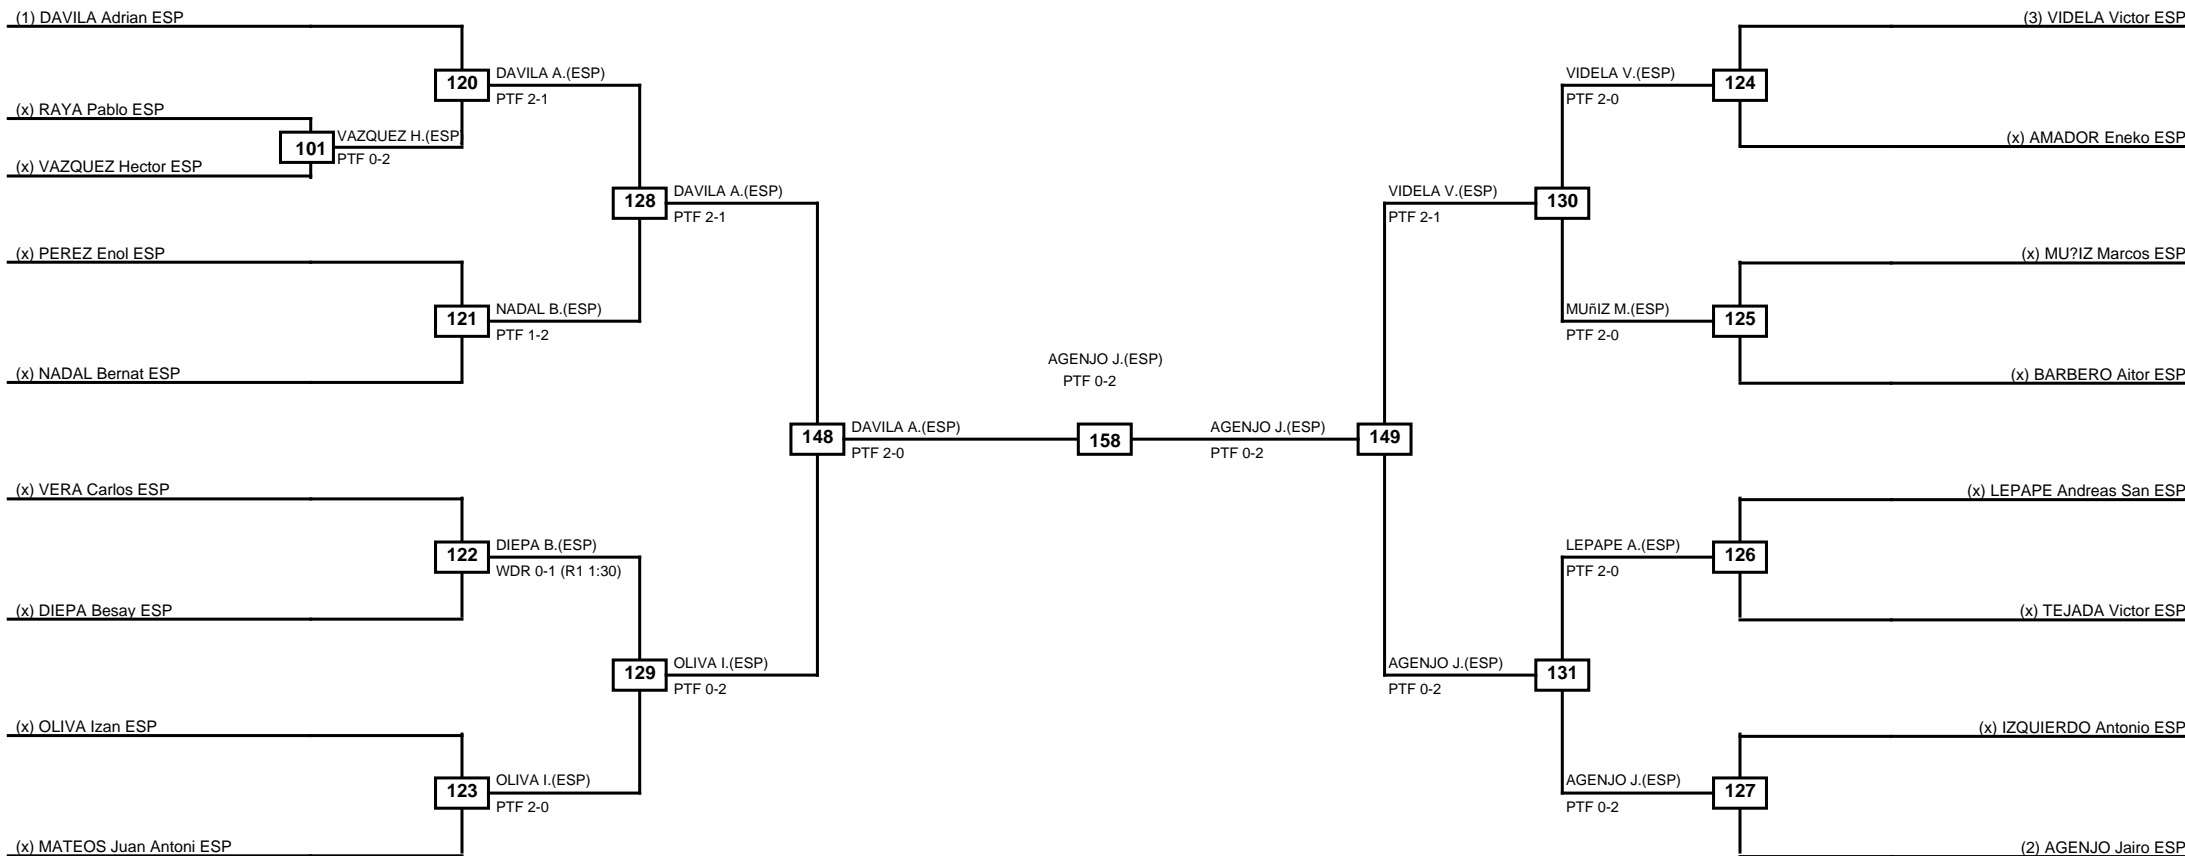 (1) DAVILA Adrian ESP
(x) RAYA Pablo ESP
(x) VAZQUEZ Hector ESP
(x) PEREZ Enol ESP
(x) NADAL Bernat ESP
(x) VERA Carlos ESP
(x) DIEPA Besay ESP
(x) OLIVA Izan ESP
(x) MATEOS Juan Antoni ESP
101
VAZQUEZ H.(ESP)
PTF 0-2
120
DAVILA A.(ESP)
PTF 2-1
121
NADAL B.(ESP)
PTF 1-2
122
DIEPA B.(ESP)
WDR 0-1 (R1 1:30)
123
OLIVA I.(ESP)
PTF 2-0
128
DAVILA A.(ESP)
PTF 2-1
129
OLIVA I.(ESP)
PTF 0-2
148
DAVILA A.(ESP)
PTF 2-0
AGENJO J.(ESP)
PTF 0-2
158
AGENJO J.(ESP)
PTF 0-2
149
VIDELA V.(ESP)
PTF 2-1
130
AGENJO J.(ESP)
PTF 0-2
131
VIDELA V.(ESP)
PTF 2-0
124
MUñIZ M.(ESP)
PTF 2-0
125
LEPAPE A.(ESP)
PTF 2-0
126
AGENJO J.(ESP)
PTF 0-2
127
(3) VIDELA Victor ESP
(x) AMADOR Eneko ESP
(x) MU?IZ Marcos ESP
(x) BARBERO Aitor ESP
(x) LEPAPE Andreas San ESP
(x) TEJADA Victor ESP
(x) IZQUIERDO Antonio ESP
(2) AGENJO Jairo ESP